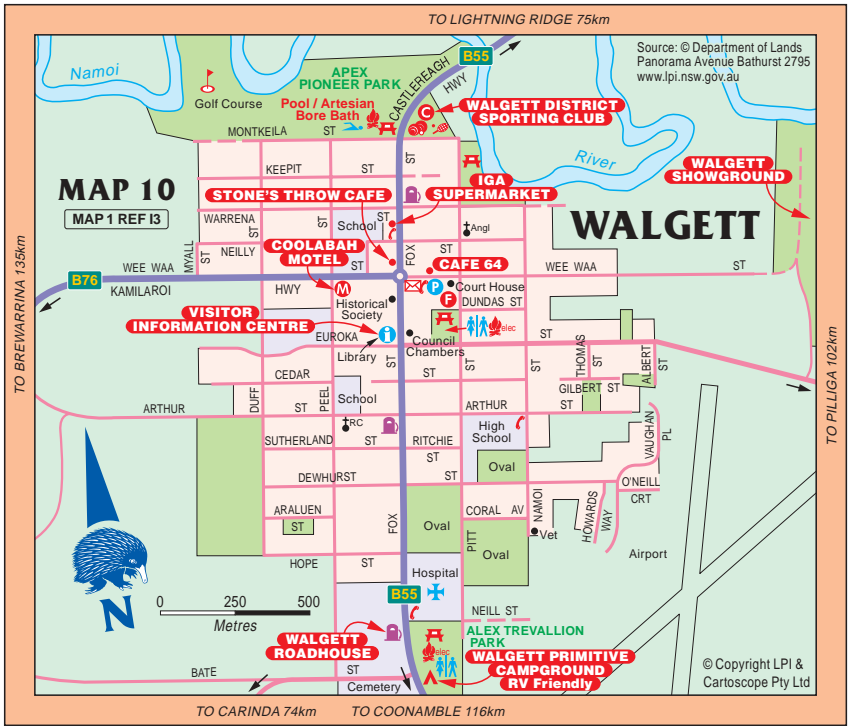 TO LIGHTNING RIDGE 75km
B55
Source: © Department of Lands
Panorama Avenue Bathurst 2795
www.lpi.nsw.gov.au
Namoi
Golf Course
APEX
PIONEER PARK
Pool / Artesian
Bore Bath
CASTLEREAGH
HWY
C
WALGETT DISTRICT
SPORTING CLUB
MONTKEILA ST
KEEPIT ST
ST
River
WALGETT
SHOWGROUND
MAP 10
MAP 1 REF I3
STONE'S THROW CAFE
IGA
SUPERMARKET
WALGETT
WARRENA
ST
ST
School
ST
Angl
MYALL
ST
NEILLY
ST
COOLABAH
MOTEL
FOX
ST
CAFE 64
B76
WEE WAA
WEE WAA ST
KAMILAROI
HWY
M
P
Court House
F
DUNDAS ST
Historical
Society
VISITOR
INFORMATION CENTRE
EUROKA
i
elec
ST
Library
Council
Chambers
ST
ST
ST
ST
THOMAS
ST
ALBERT
ST
CEDAR
ST
GILBERT ST
ST
DUFF
PEEL
School
ARTHUR
ST
ARTHUR
RC
High
School
VAUGHAN
PL
SUTHERLAND
ST
RITCHIE
ST
Oval
DEWHURST
ST
O'NEILL
CRT
ARALUEN
ST
FOX
Oval
CORAL AV
PITT
NAMOI
HOWARDS
WAY
Vet
Oval
Airport
HOPE
ST
Hospital
B55
NEILL ST
N
0 250 500
Metres
WALGETT
ROADHOUSE
ALEX TREVALLION
PARK
elec
WALGETT PRIMITIVE
CAMPGROUND
RV Friendly
BATE
ST
Cemetery
© Copyright LPI &
Cartoscope Pty Ltd
TO BREWARRINA 135km
TO PILLIGA 102km
TO CARINDA 74km
TO COONAMBLE 116km